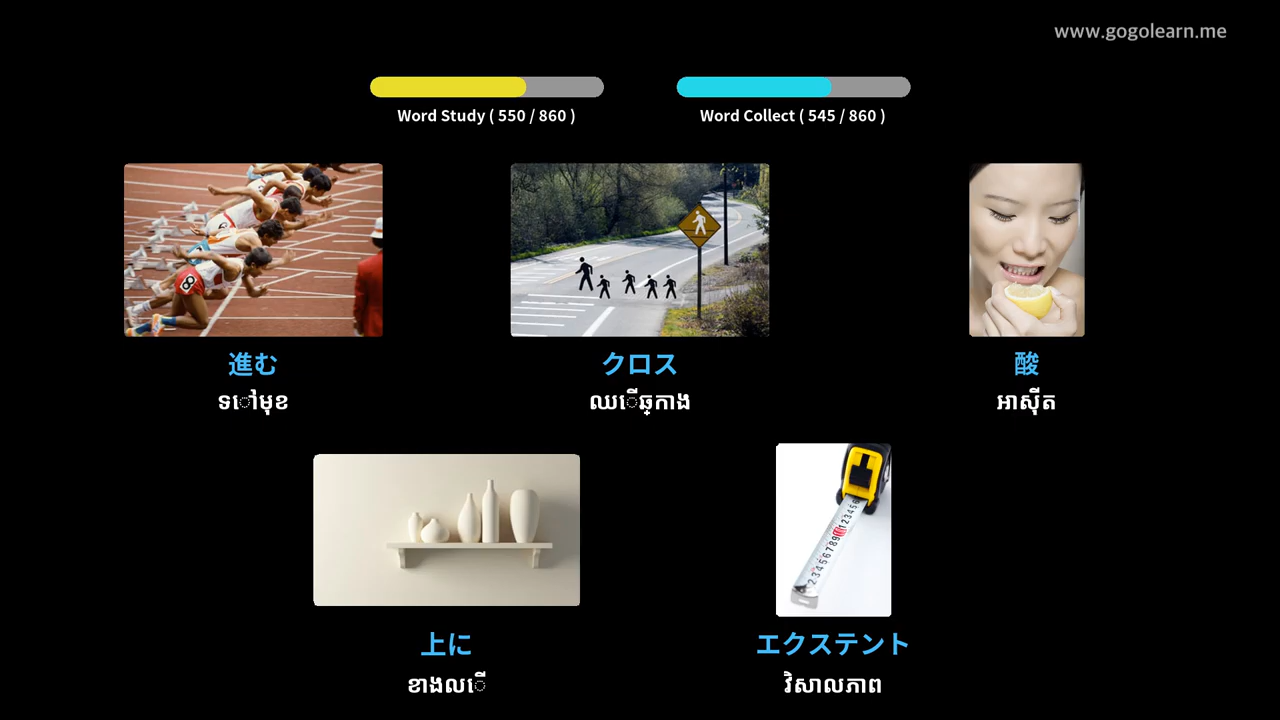 www.gogolearn.me
Word Study ( 550 / 860 )
Word Collect ( 545 / 860 )
進む
ទៅមុខ
クロス
ឈើឆ្កាង
酸
អាស៊ីត
上に
ខាងលើ
エクステント
វិសាលភាព